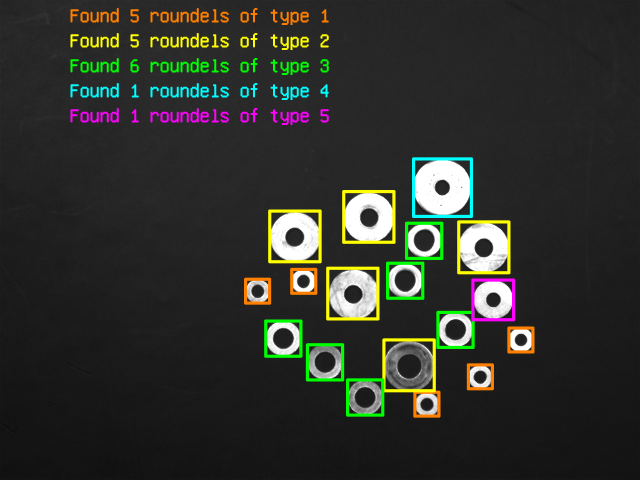 Found 5 roundels of type 1
Found 5 roundels of type 2
Found 6 roundels of type 3
Found 1 roundels of type 4
Found 1 roundels of type 5